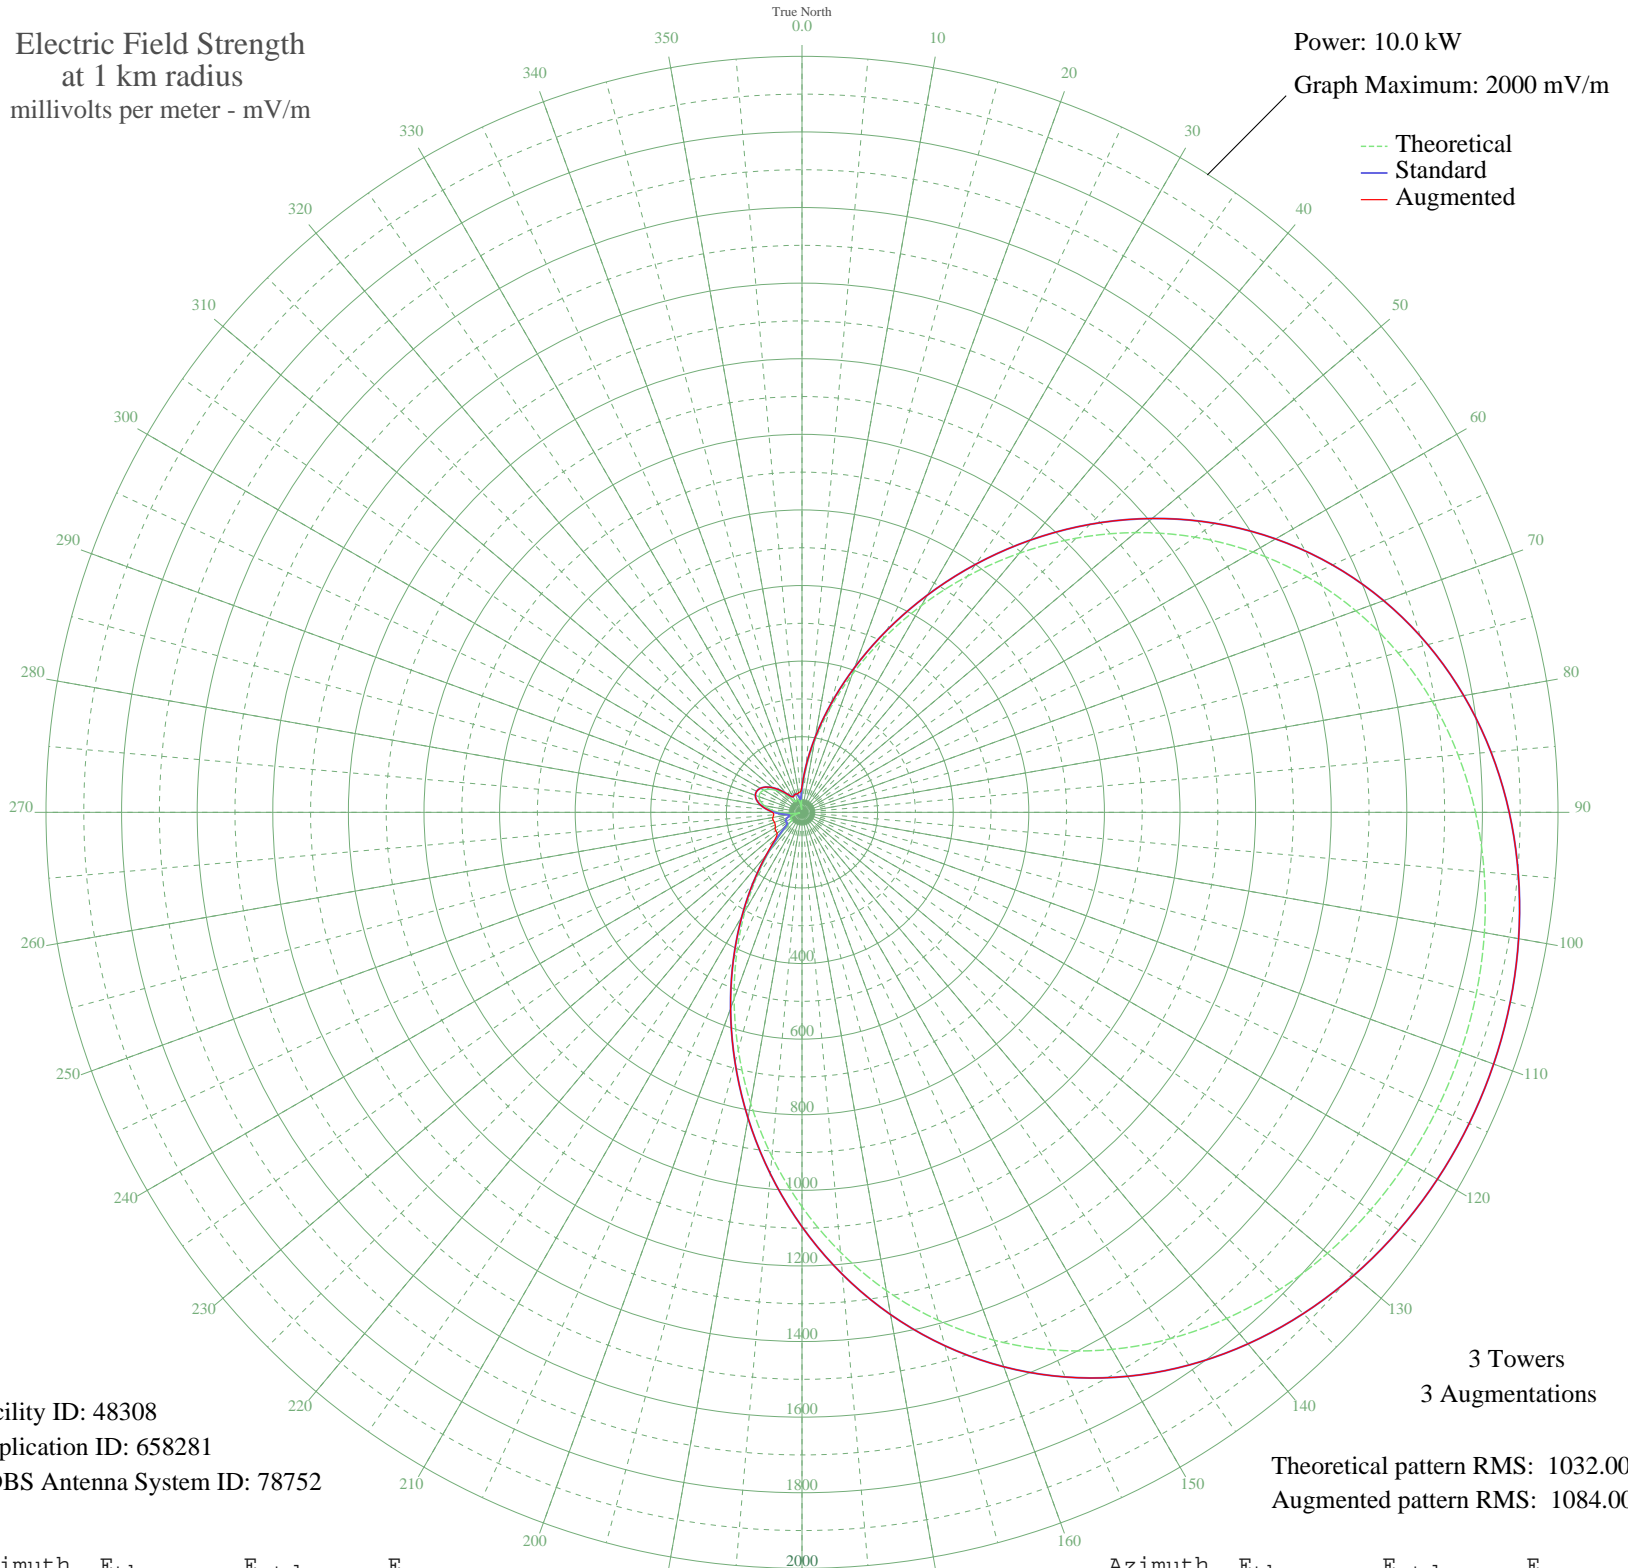 True North
0.0
Electric Field Strength
at 1 km radius
millivolts per meter - mV/m
Power: 10.0 kW
Graph Maximum: 2000 mV/m
Theoretical
Standard
Augmented
10
20
30
40
50
60
70
80
90
100
110
120
130
140
150
160
200
210
220
230
240
250
260
270
280
290
300
310
320
330
340
350
400
600
800
1000
1200
1400
1600
1800
2000
3 Towers
3 Augmentations
cility ID: 48308
plication ID: 658281
DBS Antenna System ID: 78752
Theoretical pattern RMS: 1032.00
Augmented pattern RMS: 1084.00
imuth
Azimuth